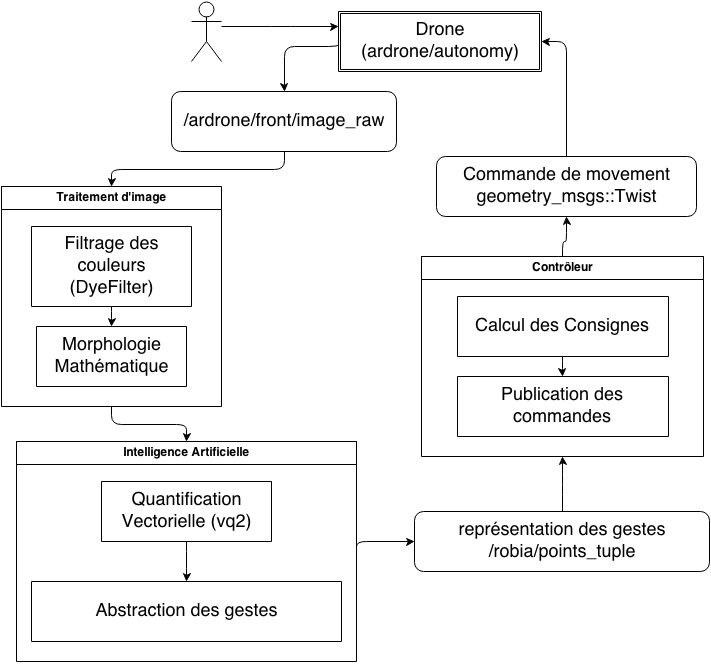 Drone
(ardrone/autonomy)
/ardrone/front/image_raw
Traitement d'image
Filtrage des
couleurs
(DyeFilter)
Morphologie
Mathématique
Intelligence Artificielle
Quantification
Vectorielle (vq2)
Abstraction des gestes
représentation des gestes
/robia/points_tuple
Contrôleur
Calcul des Consignes
Publication des
commandes
Commande de movement
geometry_msgs::Twist